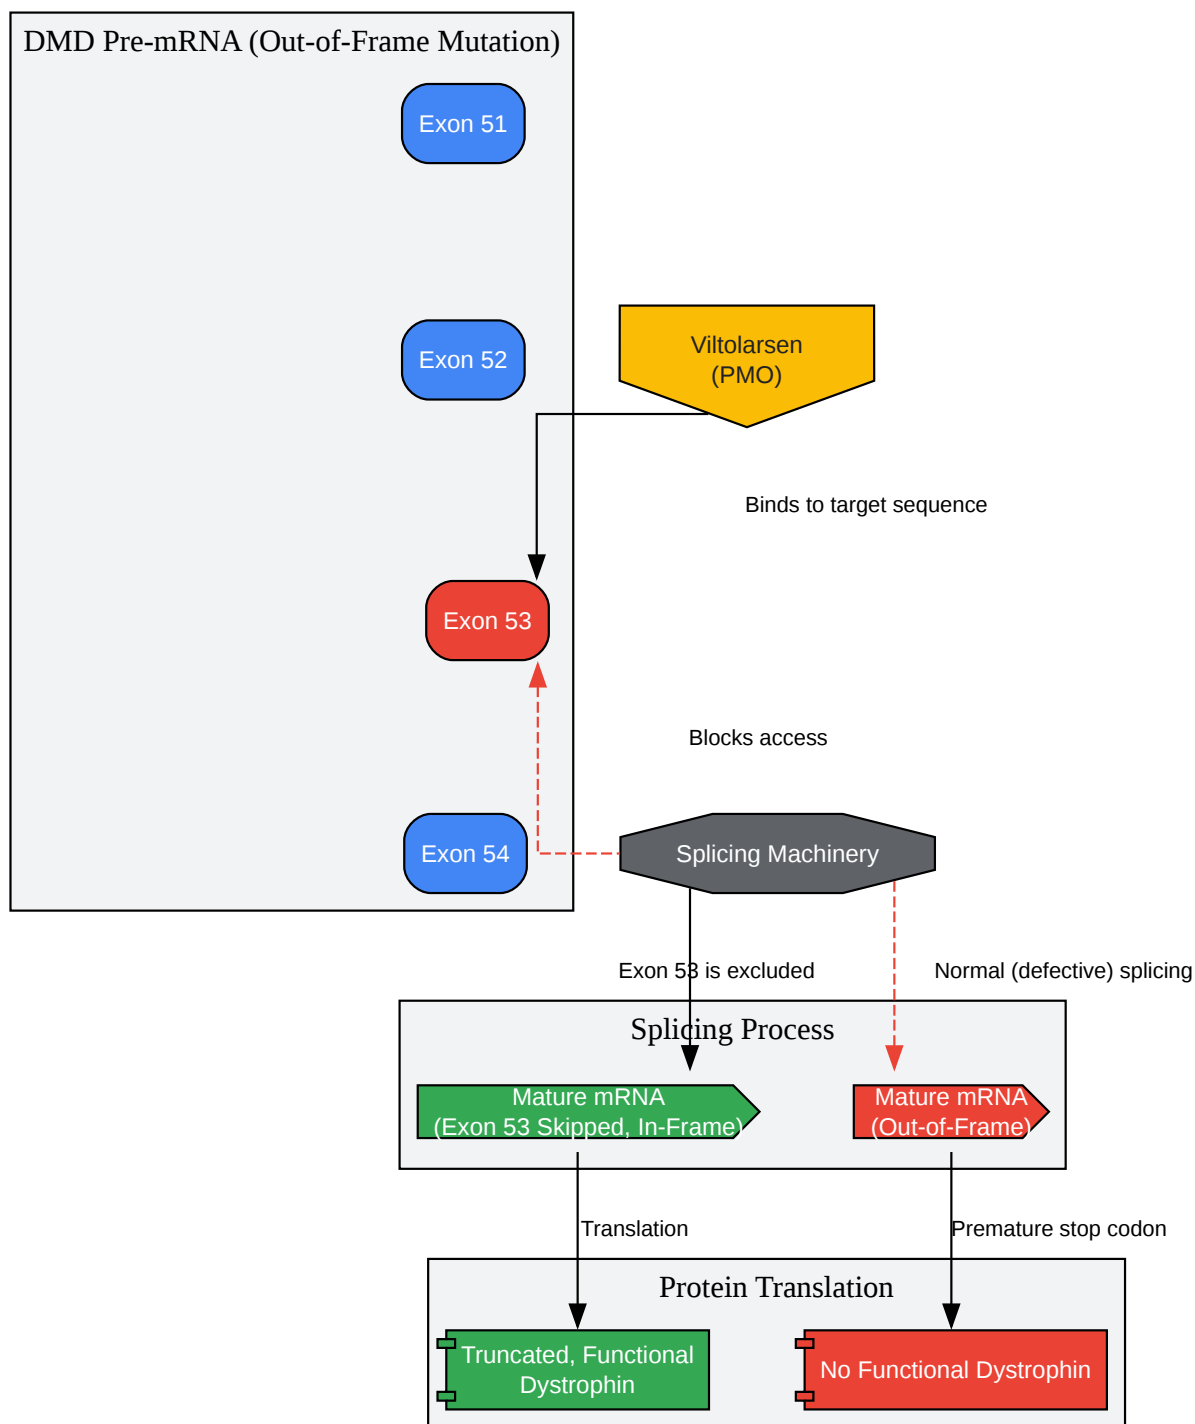 DMD Pre-mRNA (Out-of-Frame Mutation)
Exon 51
Exon 52
Viltolarsen
(PMO)
Binds to target sequence
Exon 53
Blocks access
Exon 54
Splicing Machinery
Exon 53 is excluded
Normal (defective) splicing
Splicing Process
Mature mRNA
(Exon 53 Skipped, In-Frame)
Mature mRNA
(Out-of-Frame)
Translation
Premature stop codon
Protein Translation
Truncated, Functional
Dystrophin
No Functional Dystrophin